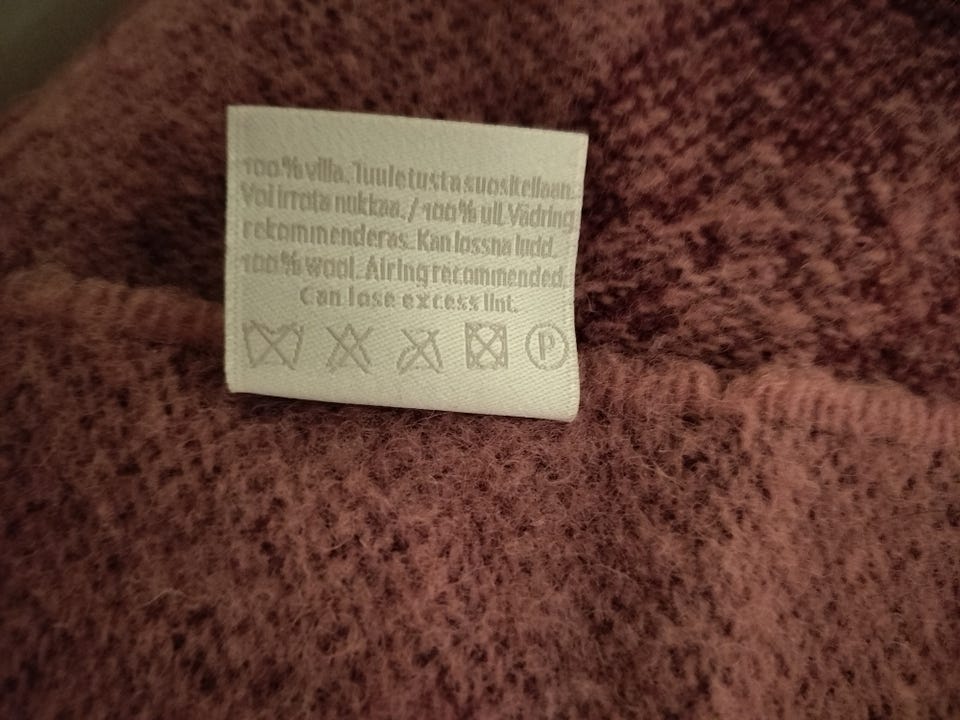 100 % villa. Tuuletusta suositellaan.
Voi irrota nukkaa. / 100 % ull. Vädring
rekommenderas. Kan lossna ludd.
100 % wool. Airing recommended.
Can lose excess lint.
P